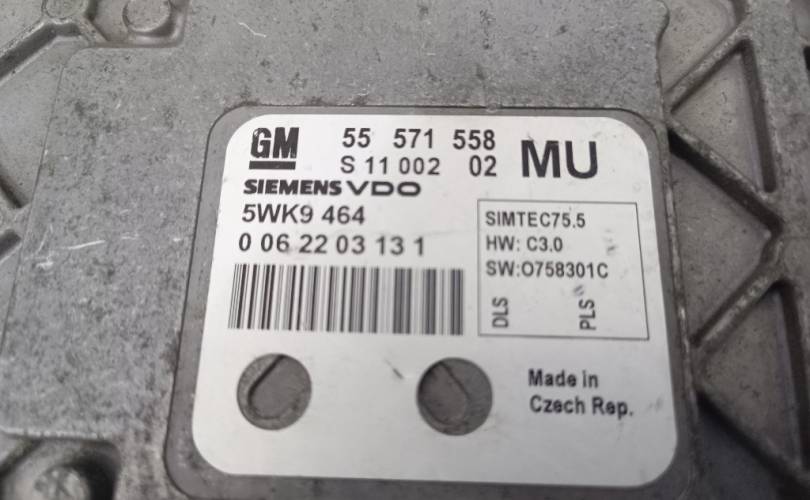 GM 55 571 558 MU
S 11 002 02
SIEMENS VDO
5WK9 464
0 06 22 03 13 1
SIMTEC75.5
HW: C3.0
SW:O758301C
DLS PLS
Made in
Czech Rep.